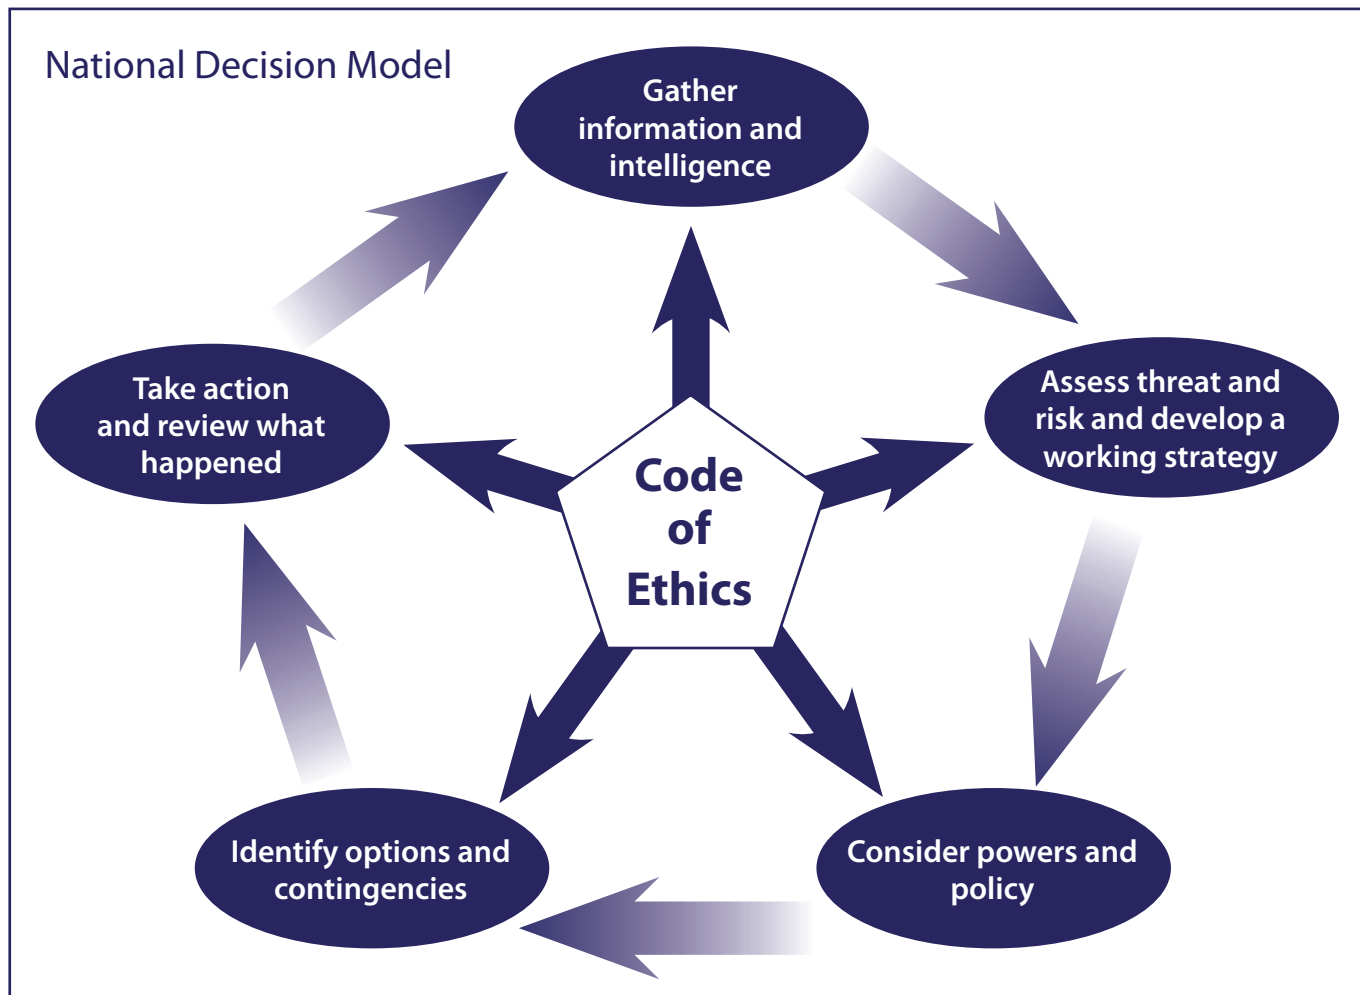 National Decision Model
Gather
information and
intelligence
Assess threat and
risk and develop a
working strategy
Consider powers and
policy
Identify options and
contingencies
Take action
and review what
happened
Code
of
Ethics